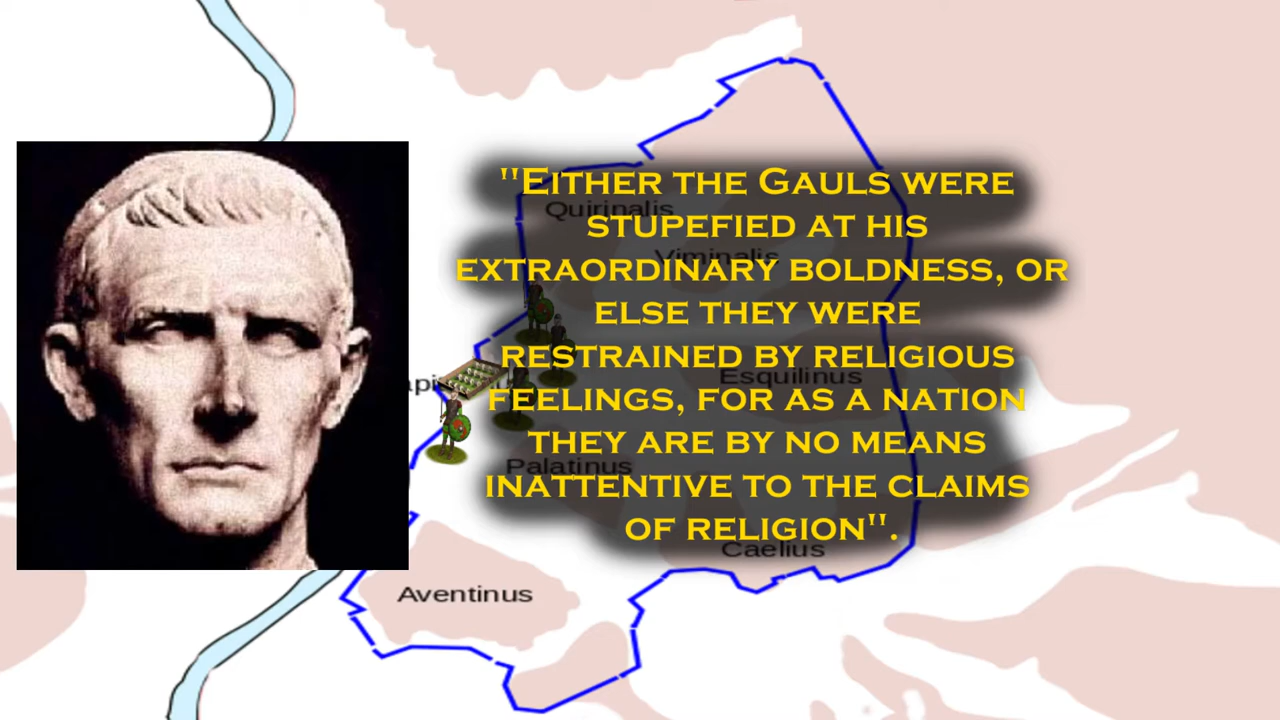 "EITHER THE GAULS WERE
STUPEFIED AT HIS
EXTRAORDINARY BOLDNESS, OR
ELSE THEY WERE
RESTRAINED BY RELIGIOUS
FEELINGS, FOR AS A NATION
THEY ARE BY NO MEANS
INATTENTIVE TO THE CLAIMS
OF RELIGION".
Quirinalis
Viminalis
Esquilinus
Palatinus
Caelius
Aventinus